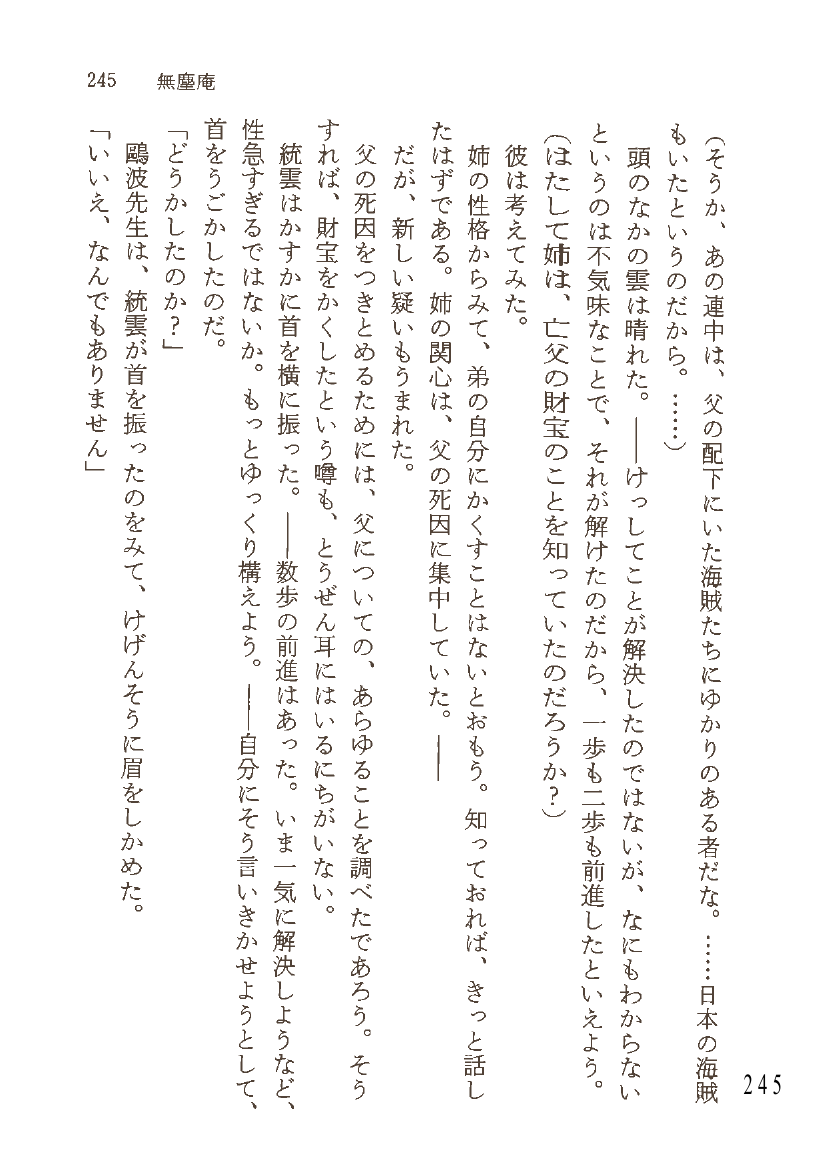 245　無塵庵
（そうか、あの連中は、父の配下にいた海賊たちにゆかりのある者だな。……日本の海賊
もいたというのだから。……）
　頭のなかの雲は晴れた。――けっしてことが解決したのではないが、なにもわからない
というのは不気味なことで、それが解けたのだから、一歩も二歩も前進したといえよう。
（はたして姉は、亡父の財宝のことを知っていたのだろうか？）
　彼は考えてみた。
　姉の性格からみて、弟の自分にかくすことはないとおもう。知っておれば、きっと話し
たはずである。姉の関心は、父の死因に集中していた。――
　だが、新しい疑いもうまれた。
　父の死因をつきとめるためには、父についての、あらゆることを調べたであろう。そう
すれば、財宝をかくしたという噂も、とうぜん耳にはいるにちがいない。
　統雲はかすかに首を横に振った。――数歩の前進はあった。いま一気に解決しようなど、
性急すぎるではないか。もっとゆっくり構えよう。――自分にそう言いきかせようとして、
首をうごかしたのだ。
「どうかしたのか？」
　鷗波先生は、統雲が首を振ったのをみて、けげんそうに眉をしかめた。
「いいえ、なんでもありません」
245